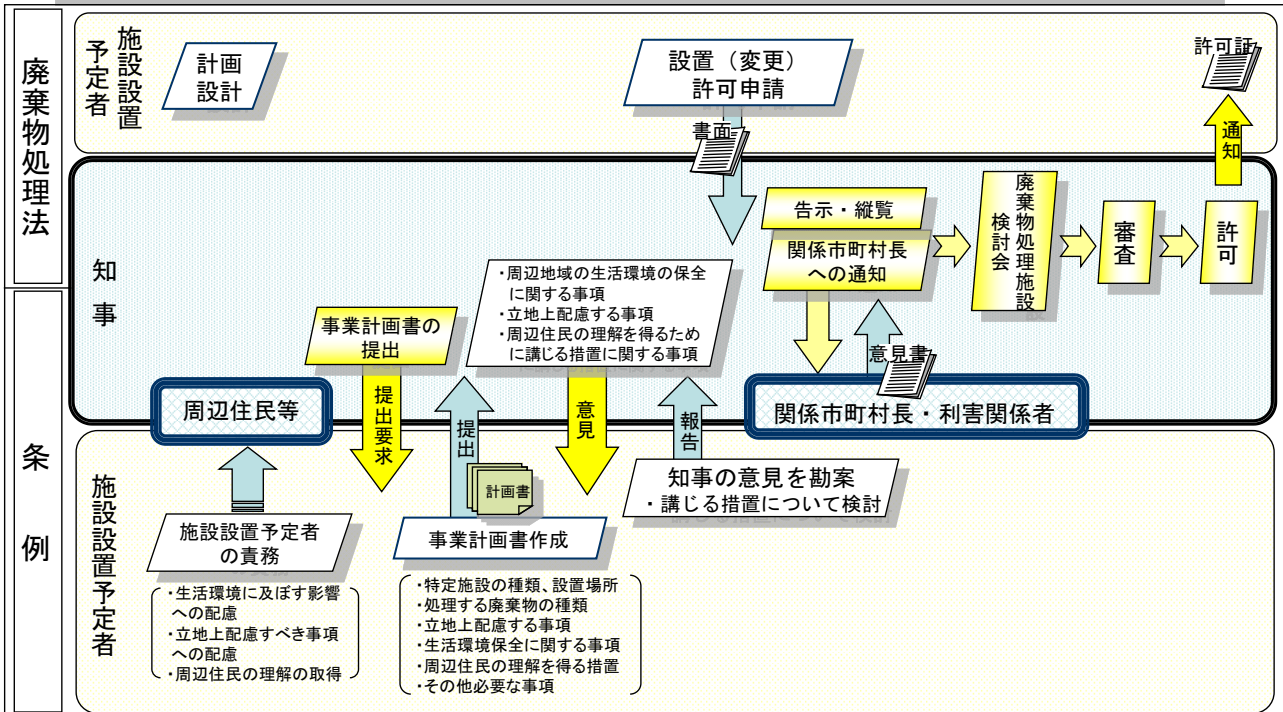 廃棄物処理法
施設設置
予定者
計画
設計
設置（変更）
許可申請
書面
許可証
通知
知事
告示・縦覧
関係市町村長
への通知
廃棄物処理施設
検討会
審査
許可
・周辺地域の生活環境の保全
に関する事項
・立地上配慮する事項
・周辺住民の理解を得るため
に講じる措置に関する事項
事業計画書の
提出
意見書
周辺住民等
関係市町村長・利害関係者
条例
施設設置予定者
提出要求
提出
計画書
意見
報告
知事の意見を勘案
・講じる措置について検討
施設設置予定者
の責務
事業計画書作成
・生活環境に及ぼす影響
への配慮
・立地上配慮すべき事項
への配慮
・周辺住民の理解の取得
・特定施設の種類、設置場所
・処理する廃棄物の種類
・立地上配慮する事項
・生活環境保全に関する事項
・周辺住民の理解を得る措置
・その他必要な事項